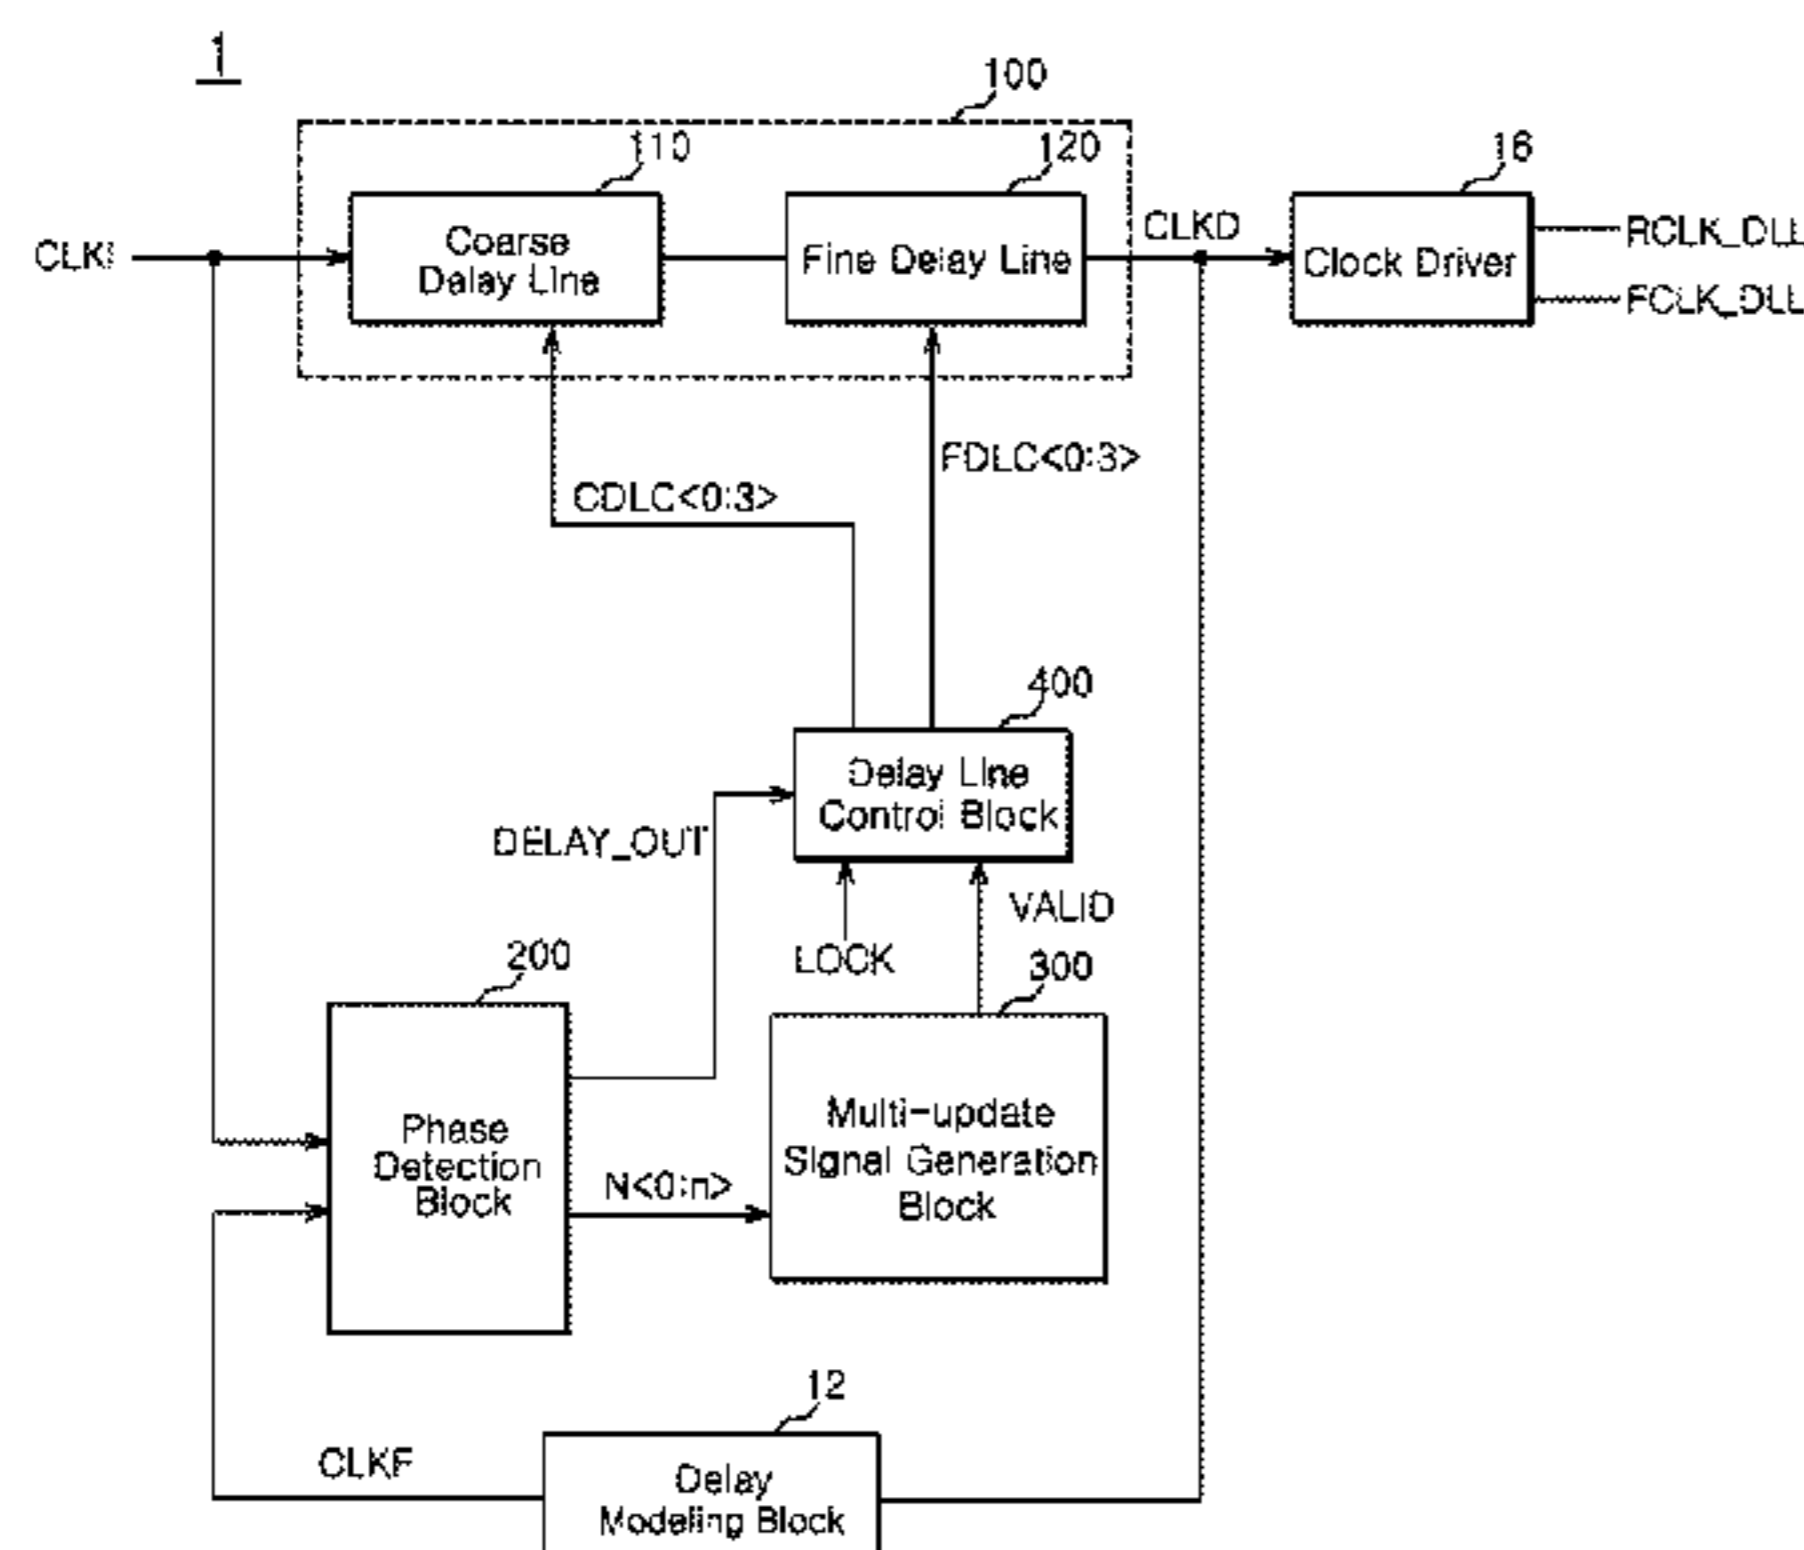 1
100
110
120
16
CLKi
Coarse
Delay Line
Fine Delay Line
CLKD
Clock Driver
RCLK_DLL
FCLK_DLL
FDLC<0:3>
CDLC<0:3>
400
Delay Line
Control Block
DELAY_OUT
VALID
LOCK
200
300
Phase
Detection
Block
Multi-update
Signal Generation
Block
N<0:n>
12
CLKF
Delay
Modeling Block